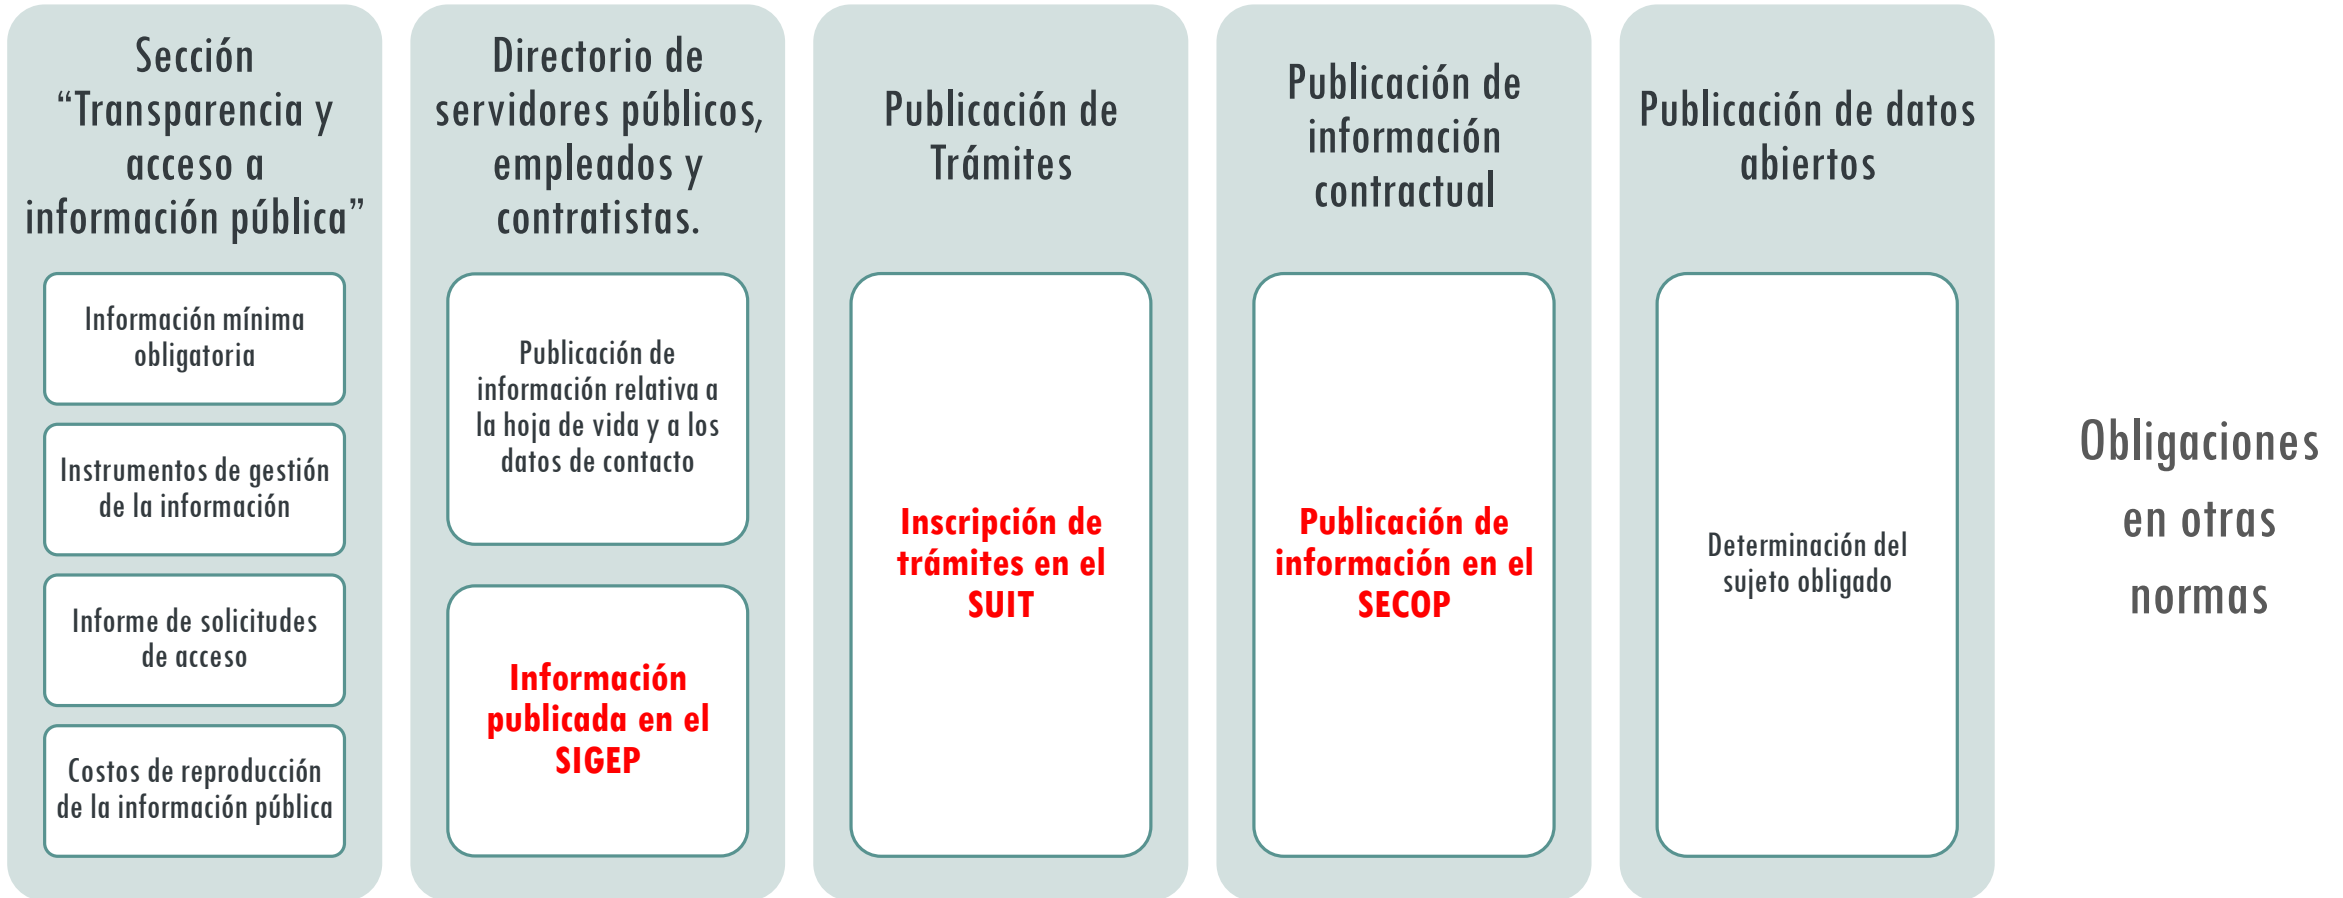 Sección
“Transparencia y
acceso a
información pública”
Información mínima
obligatoria
Instrumentos de gestión
de la información
Informe de solicitudes
de acceso
Costos de reproducción
de la información pública
Directorio de
servidores públicos,
empleados y
contratistas.
Publicación de
información relativa a
la hoja de vida y a los
datos de contacto
Información
publicada en el
SIGEP
Publicación de
Trámites
Inscripción de
trámites en el
SUIT
Publicación de
información
contractual
Publicación de
información en el
SECOP
Publicación de datos
abiertos
Determinación del
sujeto obligado
Obligaciones
en otras
normas